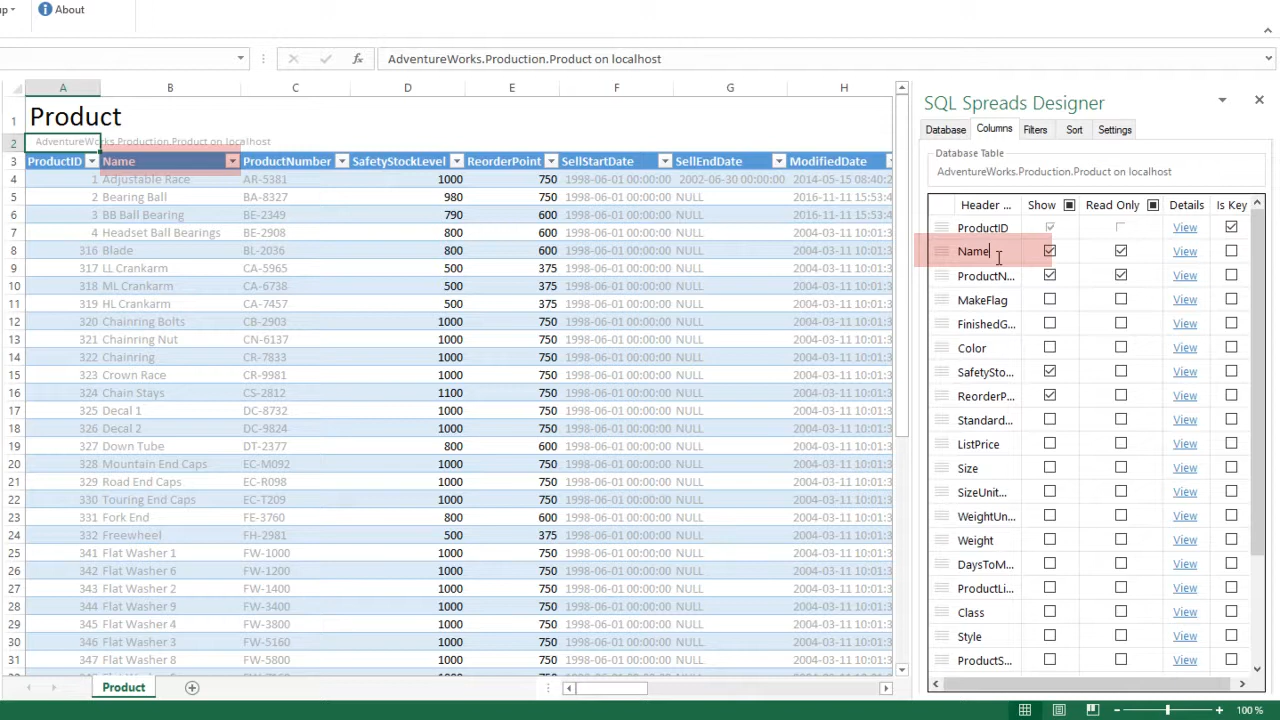 up About
AdventureWorks.Production.Product on localhost
A B C D E F G H
1 Product
2 AdventureWorks.Production.Product on localhost
3 ProductID Name ProductNumber SafetyStockLevel ReorderPoint SellStartDate SellEndDate ModifiedDate
4 1 Adjustable Race AR-5381 1000 750 1998-06-01 00:00:00 2002-06-30 00:00:00 2014-05-15 08:40:2
5 2 Bearing Ball BA-8327 980 750 1998-06-01 00:00:00 NULL 2016-11-11 15:53:4
6 3 BB Ball Bearing BE-2349 790 600 1998-06-01 00:00:00 NULL 2016-11-11 15:53:4
7 4 Headset Ball Bearings BE-2908 800 600 1998-06-01 00:00:00 NULL 2004-03-11 10:01:3
8 316 Blade BL-2036 800 600 1998-06-01 00:00:00 NULL 2004-03-11 10:01:3
9 317 LL Crankarm CA-5965 500 375 1998-06-01 00:00:00 NULL 2004-03-11 10:01:3
10 318 ML Crankarm CA-6738 500 375 1998-06-01 00:00:00 NULL 2004-03-11 10:01:3
11 319 HL Crankarm CA-7457 500 375 1998-06-01 00:00:00 NULL 2004-03-11 10:01:3
12 320 Chainring Bolts CB-2903 1000 750 1998-06-01 00:00:00 NULL 2004-03-11 10:01:3
13 321 Chainring Nut CN-6137 1000 750 1998-06-01 00:00:00 NULL 2004-03-11 10:01:3
14 322 Chainring CR-7833 1000 750 1998-06-01 00:00:00 NULL 2004-03-11 10:01:3
15 323 Crown Race CR-9981 1000 750 1998-06-01 00:00:00 NULL 2004-03-11 10:01:3
16 324 Chain Stays CS-2812 1100 750 1998-06-01 00:00:00 NULL 2004-03-11 10:01:3
17 325 Decal 1 DC-8732 1000 750 1998-06-01 00:00:00 NULL 2004-03-11 10:01:3
18 326 Decal 2 DC-9824 1000 750 1998-06-01 00:00:00 NULL 2004-03-11 10:01:3
19 327 Down Tube DT-2377 800 600 1998-06-01 00:00:00 NULL 2004-03-11 10:01:3
20 328 Mountain End Caps EC-M092 1000 750 1998-06-01 00:00:00 NULL 2004-03-11 10:01:3
21 329 Road End Caps EC-R098 1000 750 1998-06-01 00:00:00 NULL 2004-03-11 10:01:3
22 330 Touring End Caps EC-T209 1000 750 1998-06-01 00:00:00 NULL 2004-03-11 10:01:3
23 331 Fork End FE-3760 800 600 1998-06-01 00:00:00 NULL 2004-03-11 10:01:3
24 332 Freewheel FH-2981 500 375 1998-06-01 00:00:00 NULL 2004-03-11 10:01:3
25 341 Flat Washer 1 FW-1000 1000 750 1998-06-01 00:00:00 NULL 2004-03-11 10:01:3
26 342 Flat Washer 6 FW-1200 1000 750 1998-06-01 00:00:00 NULL 2004-03-11 10:01:3
27 343 Flat Washer 2 FW-1400 1000 750 1998-06-01 00:00:00 NULL 2004-03-11 10:01:3
28 344 Flat Washer 9 FW-3400 1000 750 1998-06-01 00:00:00 NULL 2004-03-11 10:01:3
29 345 Flat Washer 4 FW-3800 1000 750 1998-06-01 00:00:00 NULL 2004-03-11 10:01:3
30 346 Flat Washer 3 FW-5160 1000 750 1998-06-01 00:00:00 NULL 2004-03-11 10:01:3
31 347 Flat Washer 8 FW-5800 1000 750 1998-06-01 00:00:00 NULL 2004-03-11 10:01:3
Product
SQL Spreads Designer
Database Columns Filters Sort Settings
Database Table
AdventureWorks.Production.Product on localhost
Header ... Show Read Only Details Is Key
ProductID View
Name View
ProductN... View
MakeFlag View
FinishedG... View
Color View
SafetySto... View
ReorderP... View
Standard... View
ListPrice View
Size View
SizeUnit... View
WeightUn... View
Weight View
DaysToM... View
ProductLi... View
Class View
Style View
ProductS... View
100 %